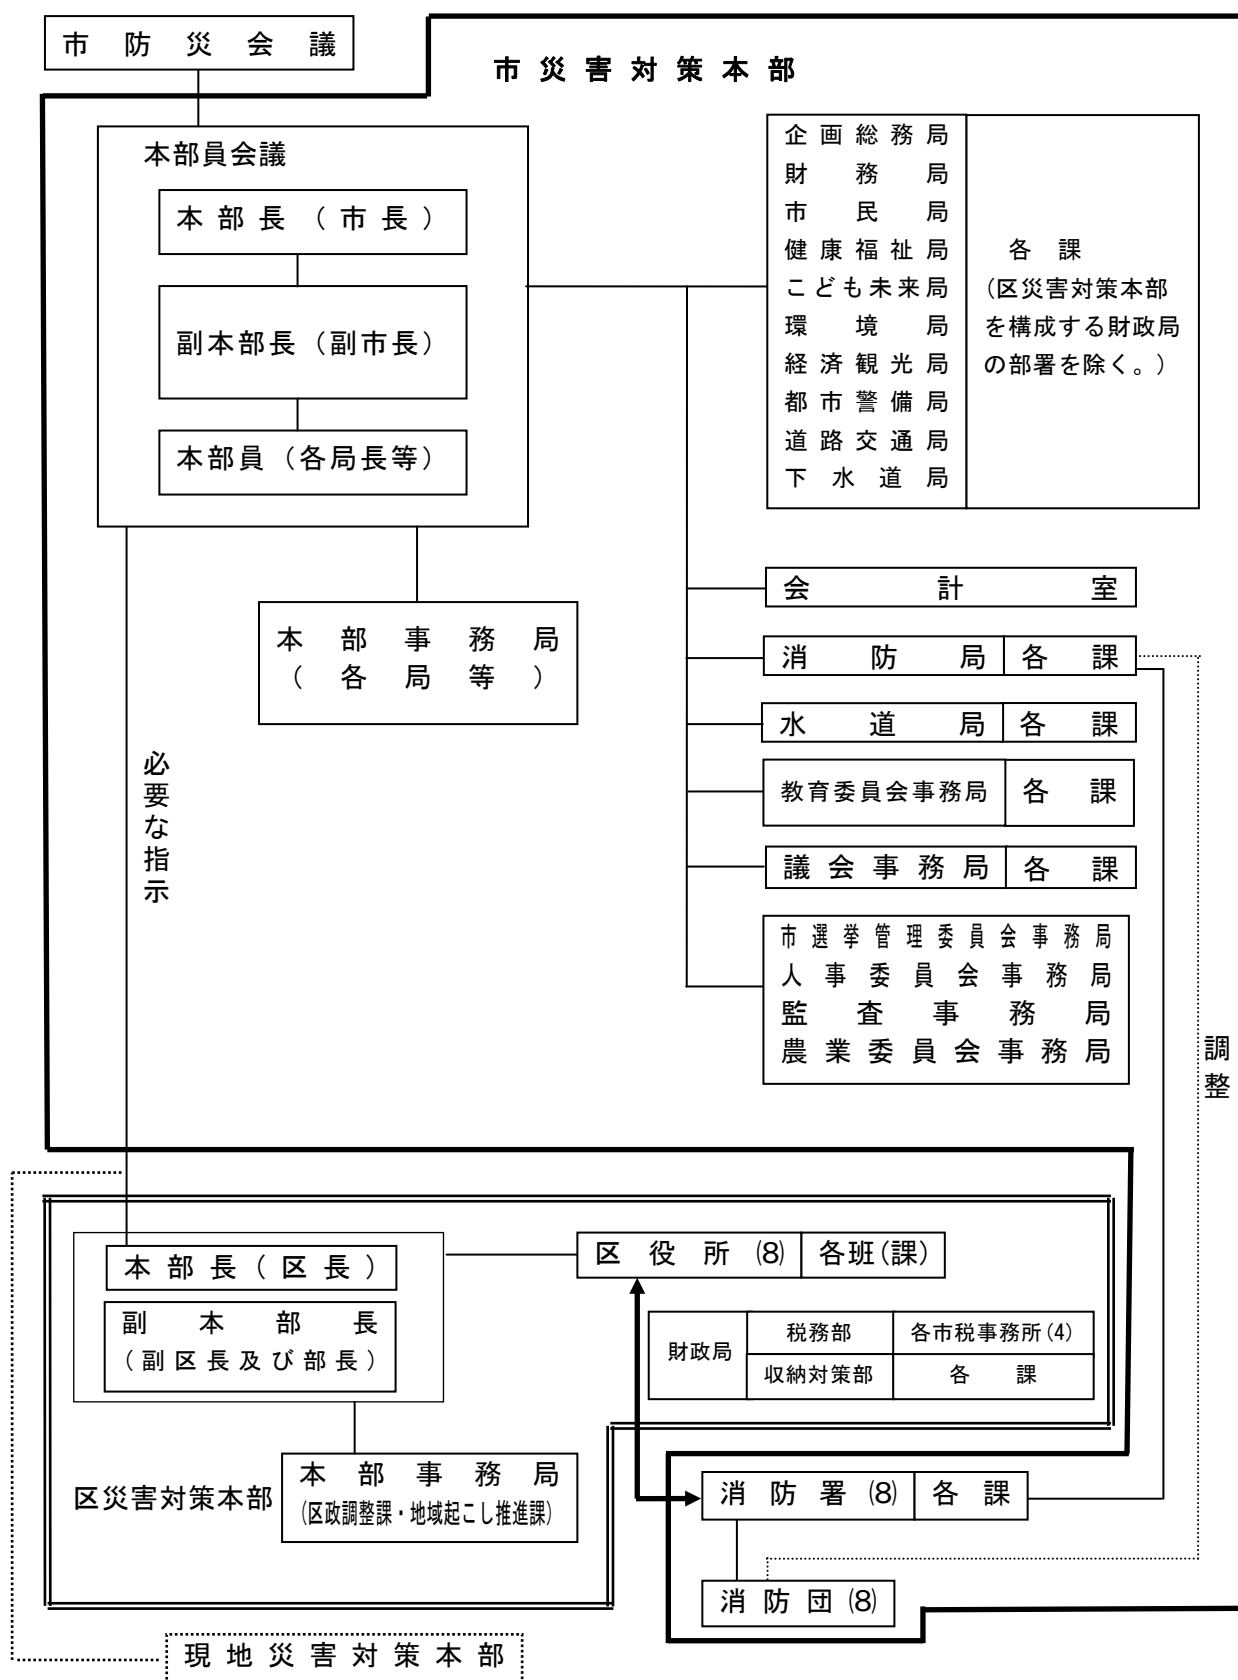 市防災会議
市災害対策本部
本部員会議
本部長（市長）
副本部長（副市長）
本部員（各局長等）
本部事務局
（各局等）
必要な指示
企画総務局
財務局
市民局
健康福祉局
こども未来局
環境局
経済観光局
都市警備局
道路交通局
下水道局
各課
（区災害対策本部
を構成する財政局
の部署を除く。）
会計室
消防局 各課
水道局 各課
教育委員会事務局 各課
議会事務局 各課
市選挙管理委員会事務局
人事委員会事務局
監査事務局
農業委員会事務局
調整
本部長（区長）
副本部長
（副区長及び部長）
区役所(8) 各班(課)
財政局
税務部 各市税事務所(4)
収納対策部 各課
区災害対策本部
本部事務局
(区政調整課・地域起こし推進課)
消防署(8) 各課
消防団(8)
現地災害対策本部